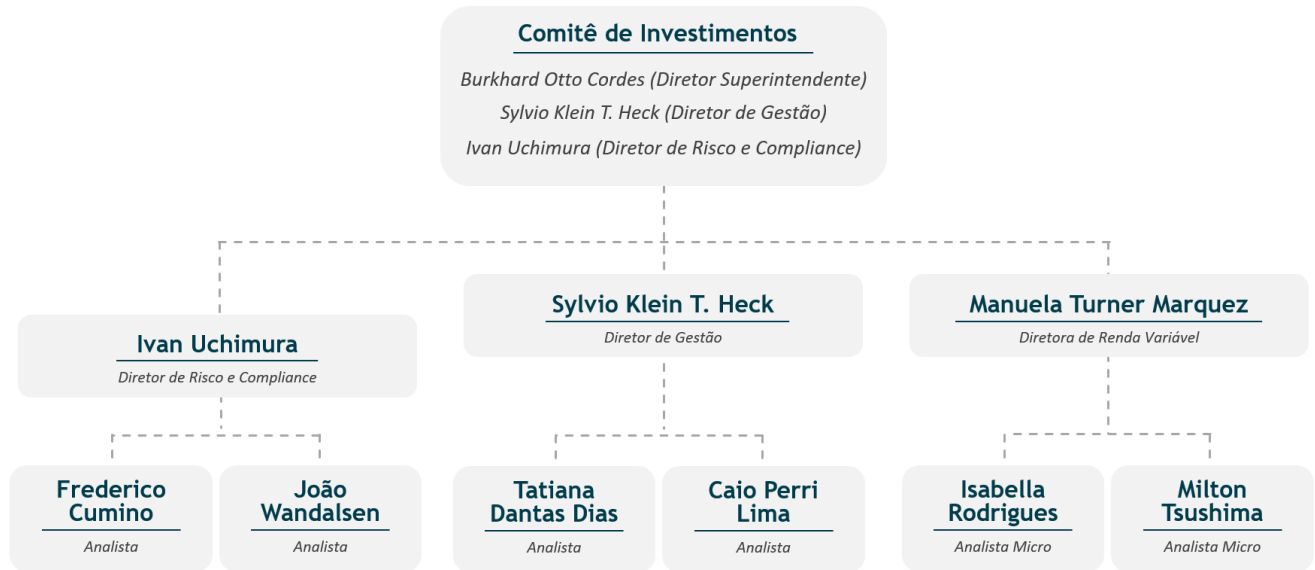 Comitê de Investimentos
Burkhard Otto Cordes (Diretor Superintendente)
Sylvio Klein T. Heck (Diretor de Gestão)
Ivan Uchimura (Diretor de Risco e Compliance)
Ivan Uchimura
Diretor de Risco e Compliance
Sylvio Klein T. Heck
Diretor de Gestão
Manuela Turner Marquez
Diretora de Renda Variável
Frederico
Cumino
Analista
João
Wandalsen
Analista
Tatiana
Dantas Dias
Analista
Caio Perri
Lima
Analista
Isabella
Rodrigues
Analista Micro
Milton
Tsushima
Analista Micro